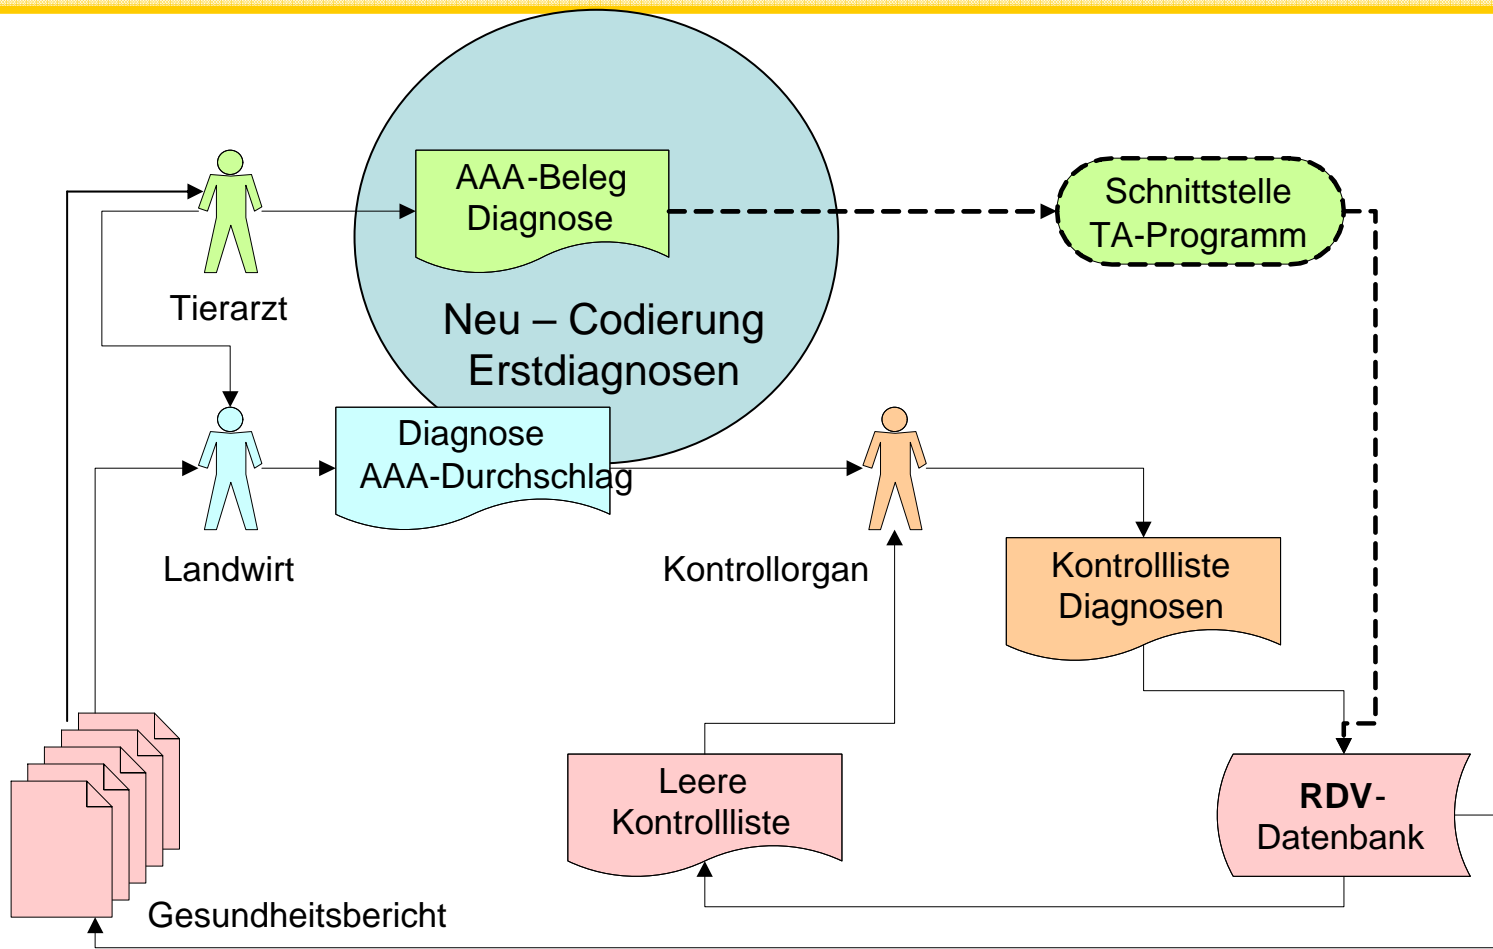 AAA-Beleg
Diagnose
Schnittstelle
TA-Programm
Tierarzt
Neu – Codierung
Erstdiagnosen
Diagnose
AAA-Durchschlag
Landwirt
Kontrollorgan
Kontrollliste
Diagnosen
Leere
Kontrollliste
RDV-
Datenbank
Gesundheitsbericht